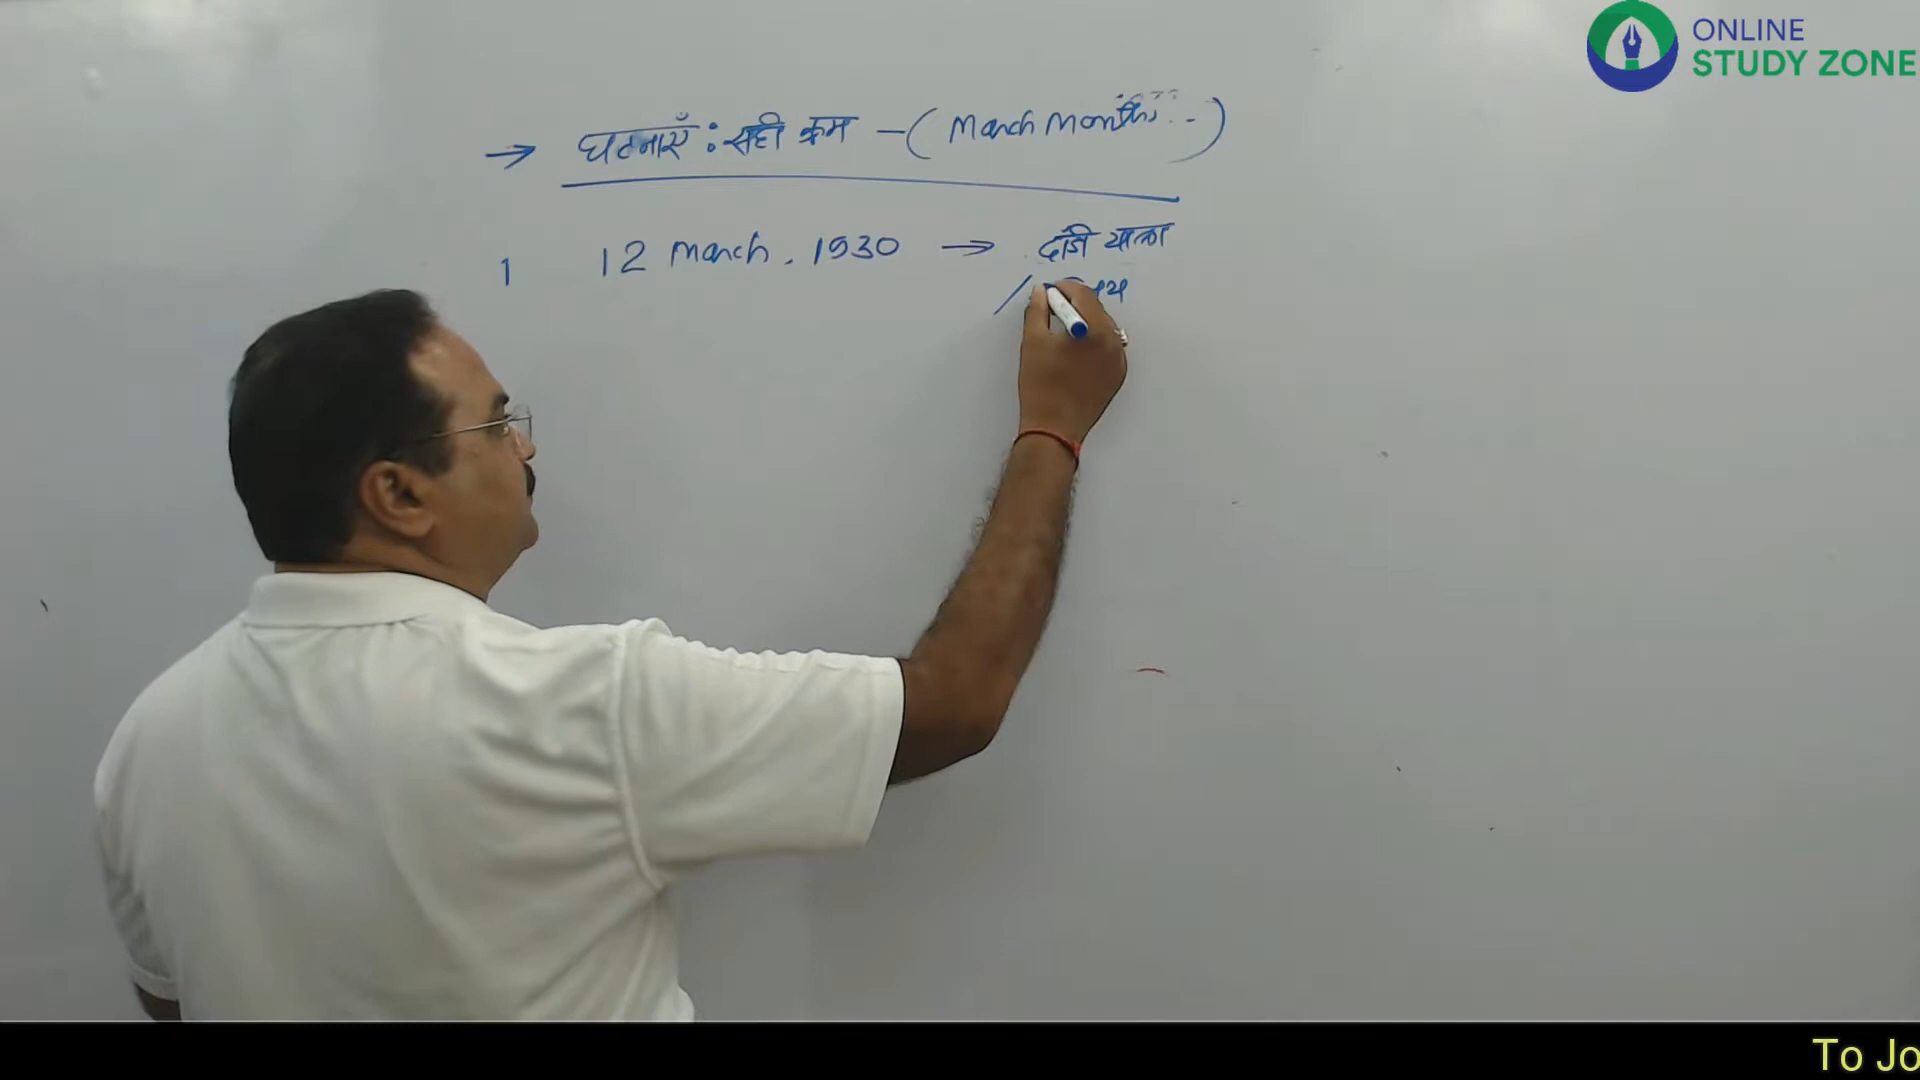 ONLINE
STUDY ZONE
→ घटनाएँ : सही क्रम – (March Months..-)
1 12 March. 1930 → दांडी यात्रा
To Jo